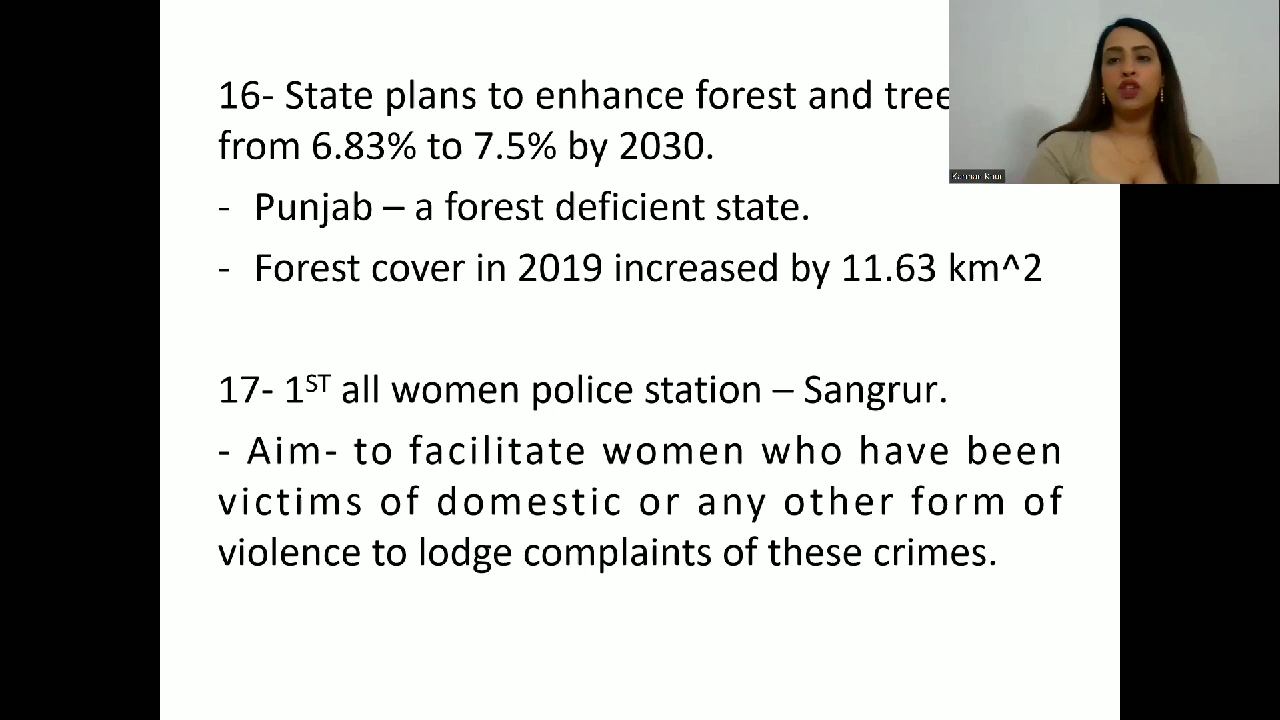 16- State plans to enhance forest and tree
from 6.83% to 7.5% by 2030.
- Punjab – a forest deficient state.
- Forest cover in 2019 increased by 11.63 km^2
17- 1ST all women police station – Sangrur.
- Aim- to facilitate women who have been
victims of domestic or any other form of
violence to lodge complaints of these crimes.
Kaur